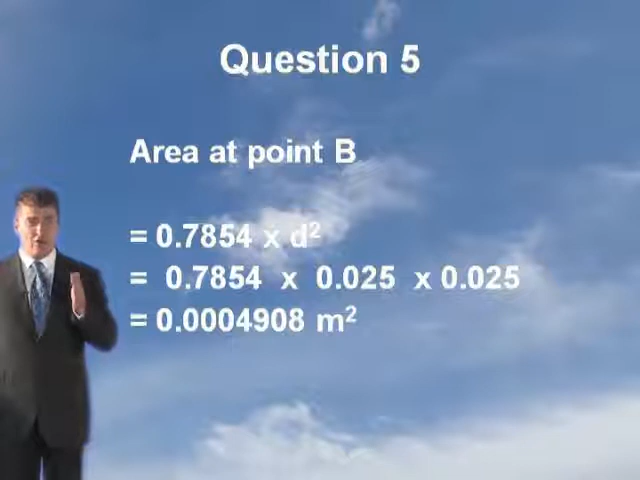 Question 5
Area at point B
= 0.7854 x d²
= 0.7854 x 0.025 x 0.025
= 0.0004908 m²